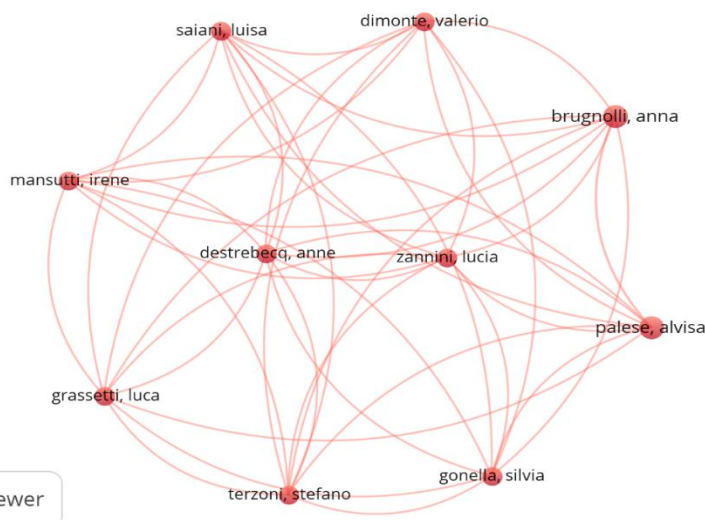 saiani, luisa
dimonte, valerio
brugnolli, anna
mansutti, irene
destrebecq, anne
zannini, lucia
palese, alvisa
grassetti, luca
gonella, silvia
terzoni, stefano
ewer